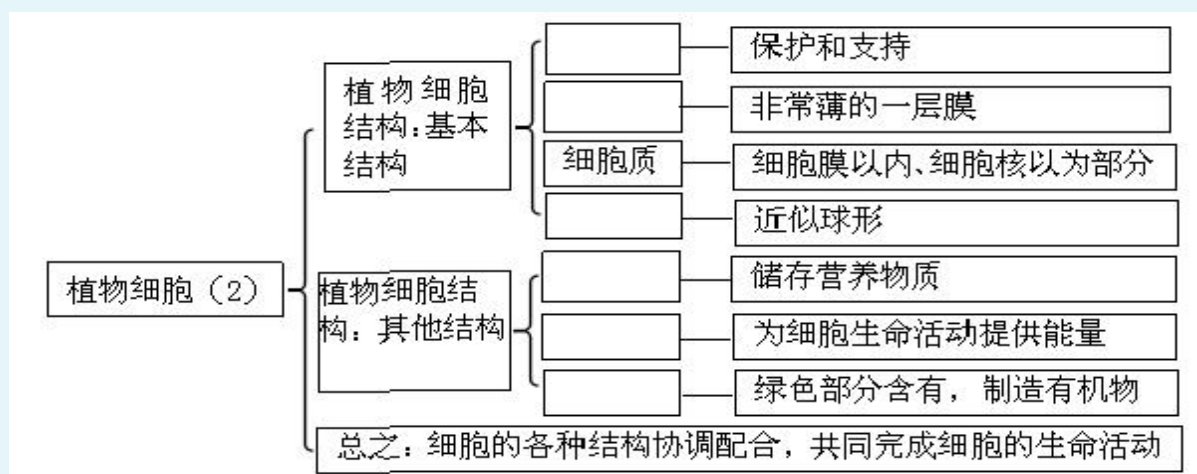 保护和支持
植物细胞
结构:基本
结构
非常薄的一层膜
细胞质
细胞膜以内、细胞核以为部分
近似球形
植物细胞(2)
植物细胞结
构:其他结构
储存营养物质
为细胞生命活动提供能量
绿色部分含有,制造有机物
总之:细胞的各种结构协调配合,共同完成细胞的生命活动